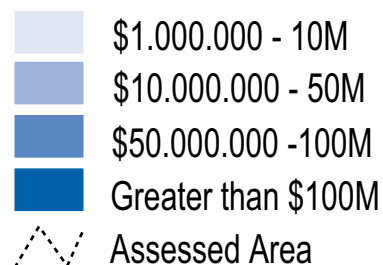 $1.000.000 - 10M
$10.000.000 - 50M
$50.000.000 -100M
Greater than $100M
Assessed Area